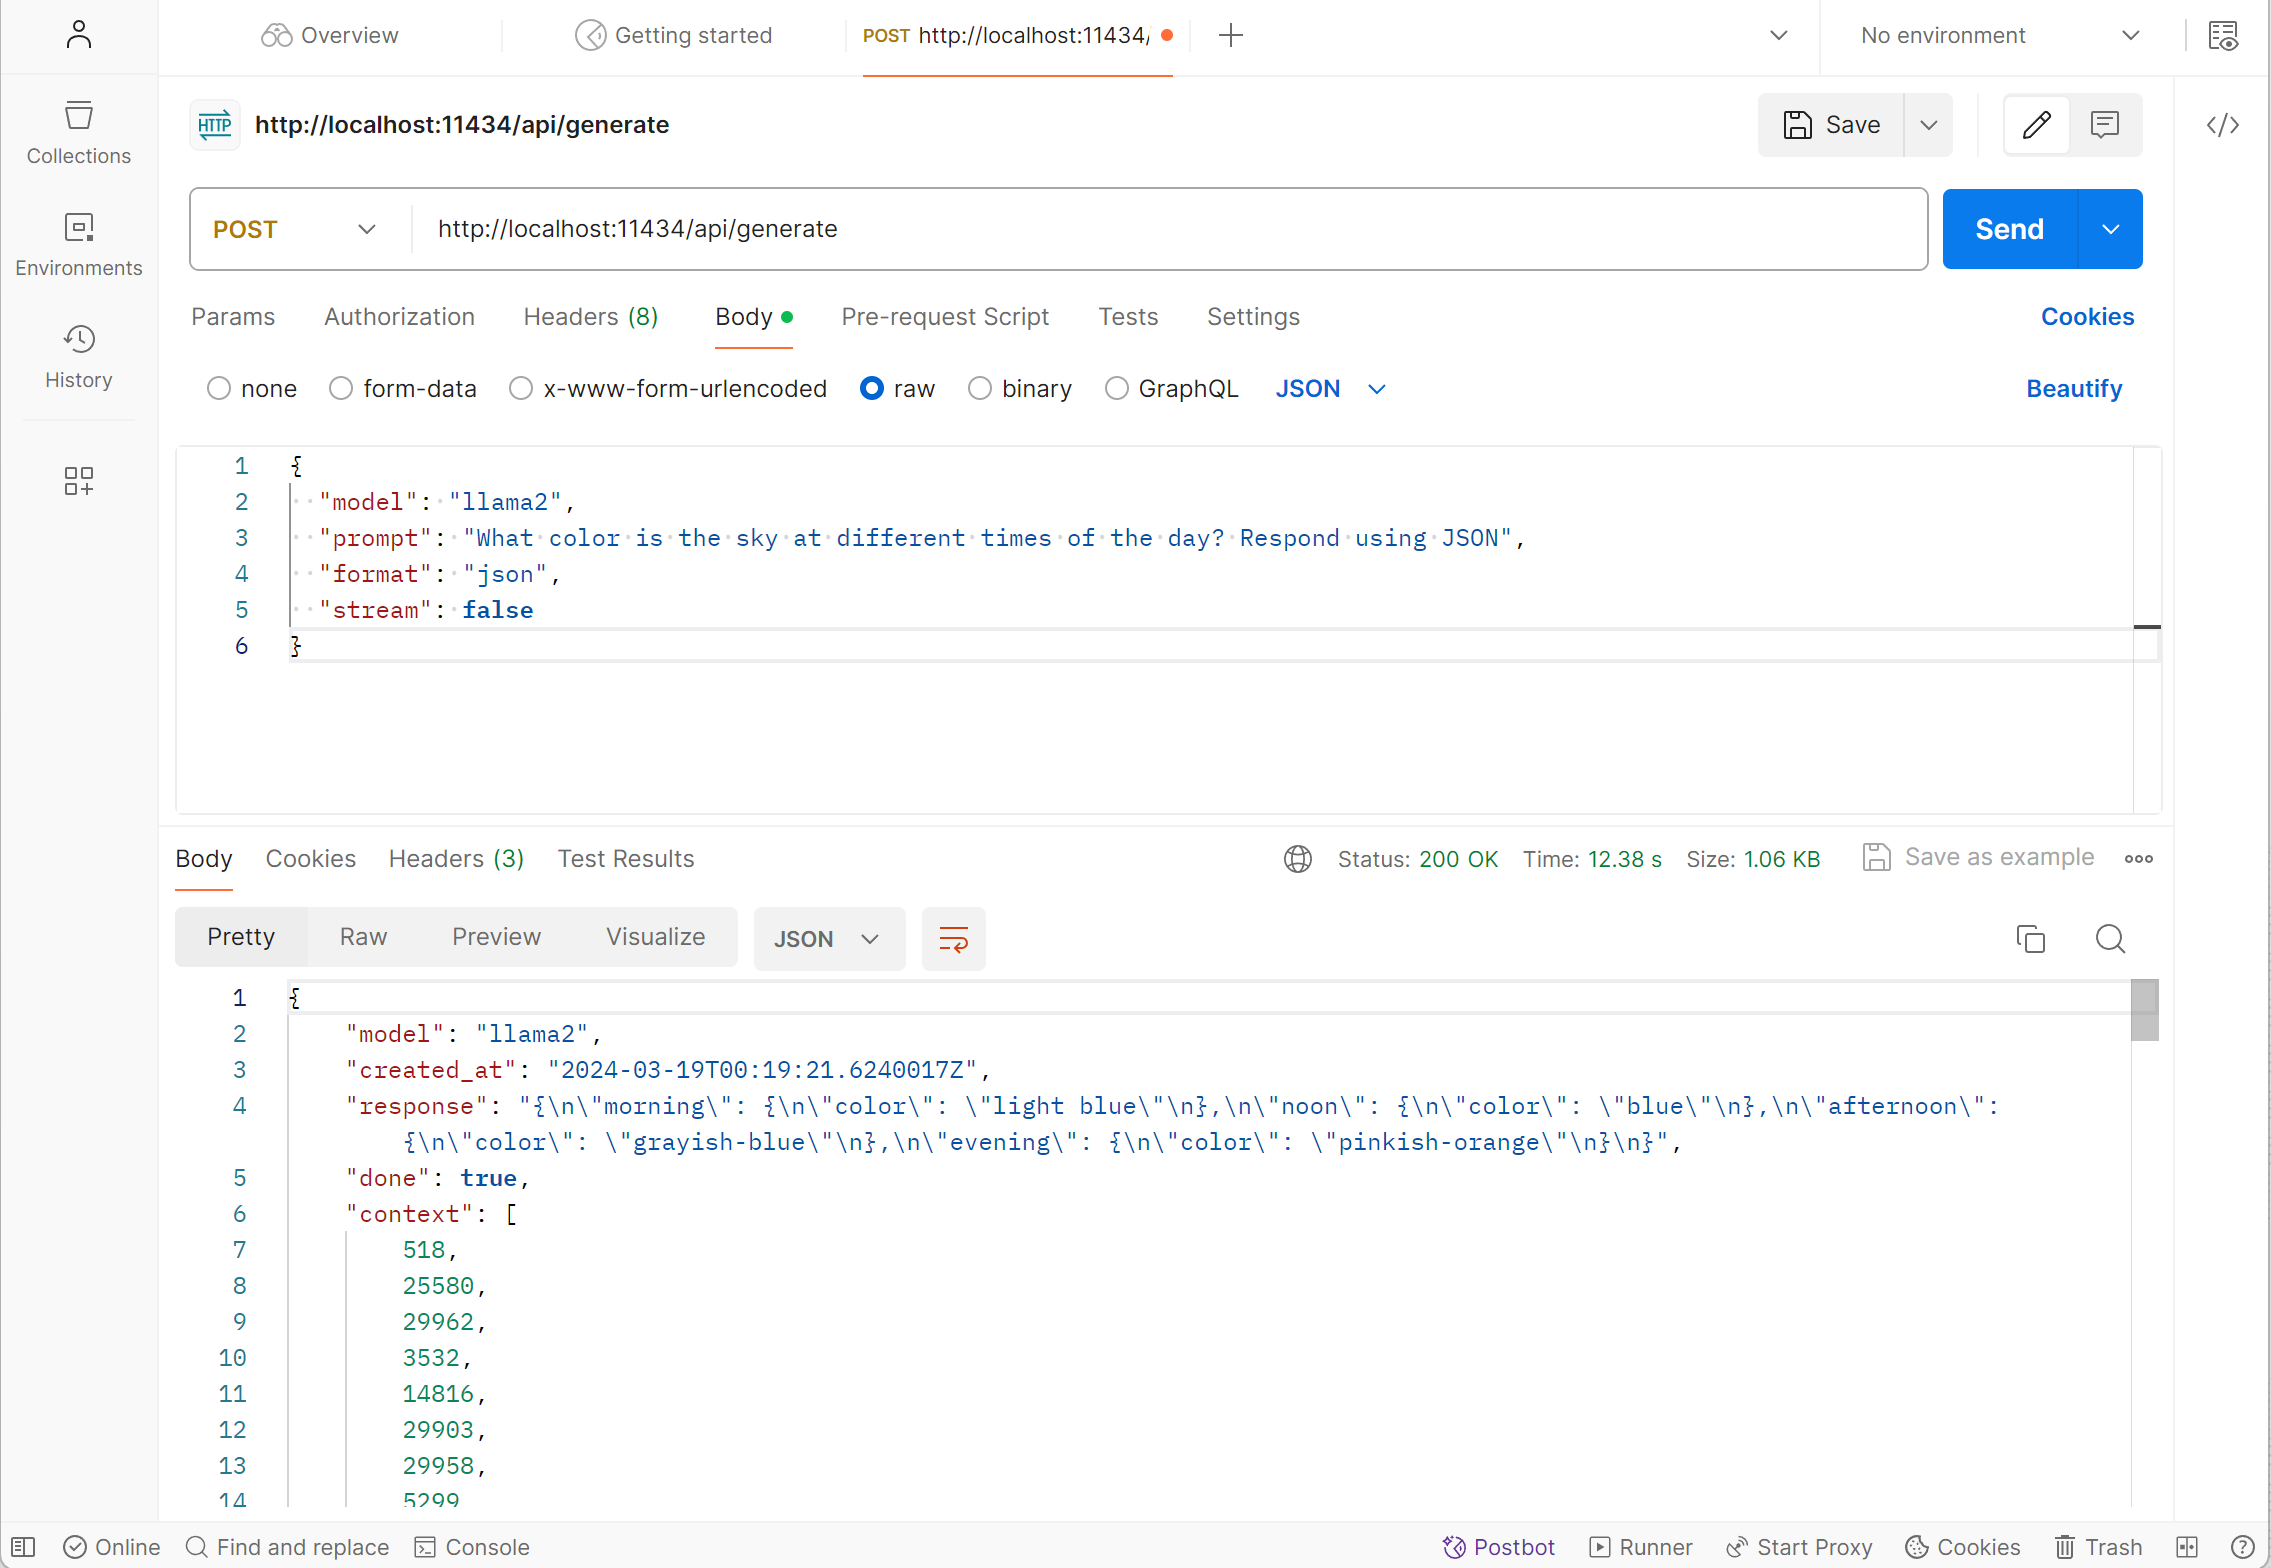 Overview
Getting started
POST http://localhost:11434/
No environment
HTTP http://localhost:11434/api/generate
Save
Collections
Environments
History
POST http://localhost:11434/api/generate
Send
Params Authorization Headers (8) Body Pre-request Script Tests Settings Cookies
none form-data x-www-form-urlencoded raw binary GraphQL JSON Beautify
1 {
2 "model": "llama2",
3 "prompt": "What color is the sky at different times of the day? Respond using JSON",
4 "format": "json",
5 "stream": false
6 }
Body Cookies Headers (3) Test Results Status: 200 OK Time: 12.38 s Size: 1.06 KB Save as example
Pretty Raw Preview Visualize JSON
1 {
2 "model": "llama2",
3 "created_at": "2024-03-19T00:19:21.6240017Z",
4 "response": "{\n\"morning\": {\n\"color\": \"light blue\"\n},\n\"noon\": {\n\"color\": \"blue\"\n},\n\"afternoon\":
{\n\"color\": \"grayish-blue\"\n},\n\"evening\": {\n\"color\": \"pinkish-orange\"\n}\n}",
5 "done": true,
6 "context": [
7 518,
8 25580,
9 29962,
10 3532,
11 14816,
12 29903,
13 29958,
14 5299
Online Find and replace Console Postbot Runner Start Proxy Cookies Trash